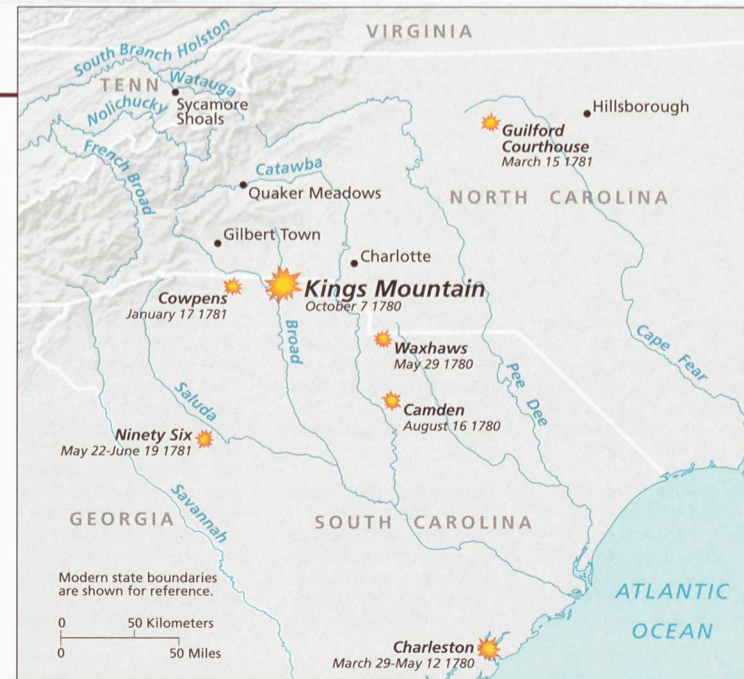 VIRGINIA
South Branch Holston
TENN
Watauga
Sycamore
Shoals
Nolichucky
French Broad
Hillsborough
Guilford
Courthouse
March 15 1781
Catawba
Quaker Meadows
NORTH CAROLINA
Gilbert Town
Charlotte
Cowpens
January 17 1781
Kings Mountain
October 7 1780
Broad
Waxhaws
May 29 1780
Cape Fear
Pee Dee
Saluda
Camden
August 16 1780
Ninety Six
May 22-June 19 1781
Savannah
GEORGIA
SOUTH CAROLINA
Modern state boundaries
are shown for reference.
ATLANTIC
OCEAN
0 50 Kilometers
0 50 Miles
Charleston
March 29-May 12 1780